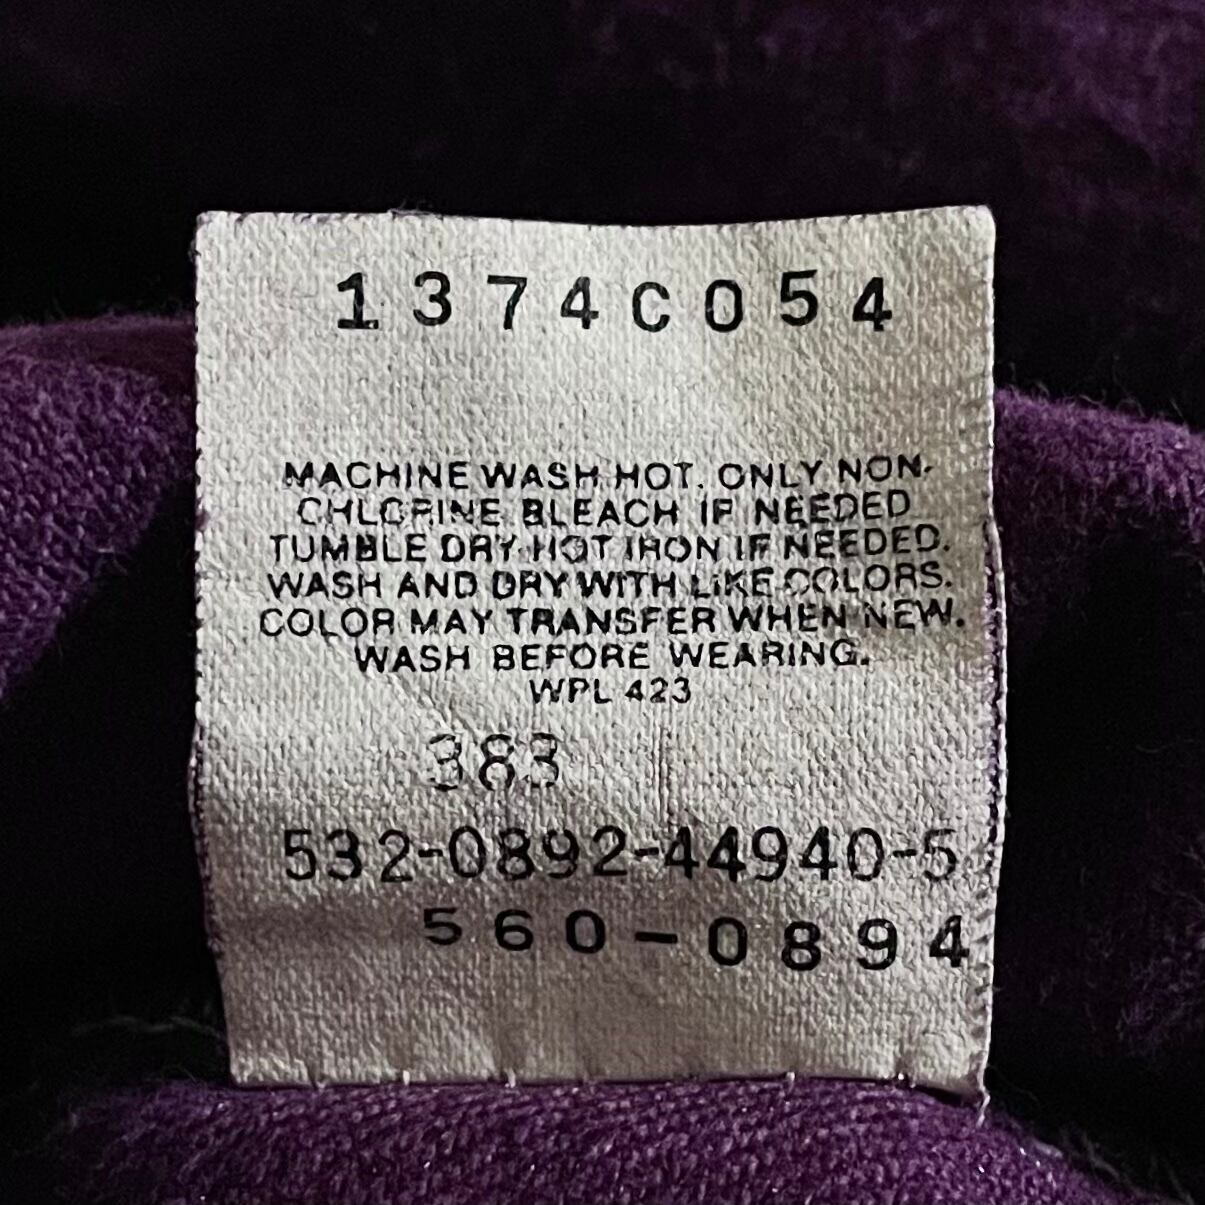 1374C054
MACHINE WASH HOT. ONLY NON-
CHLORINE BLEACH IF NEEDED
TUMBLE DRY HOT IRON IF NEEDED.
WASH AND DRY WITH LIKE COLORS.
COLOR MAY TRANSFER WHEN NEW.
WASH BEFORE WEARING.
WPL 423
383
532-0892-44940-5
560-0894